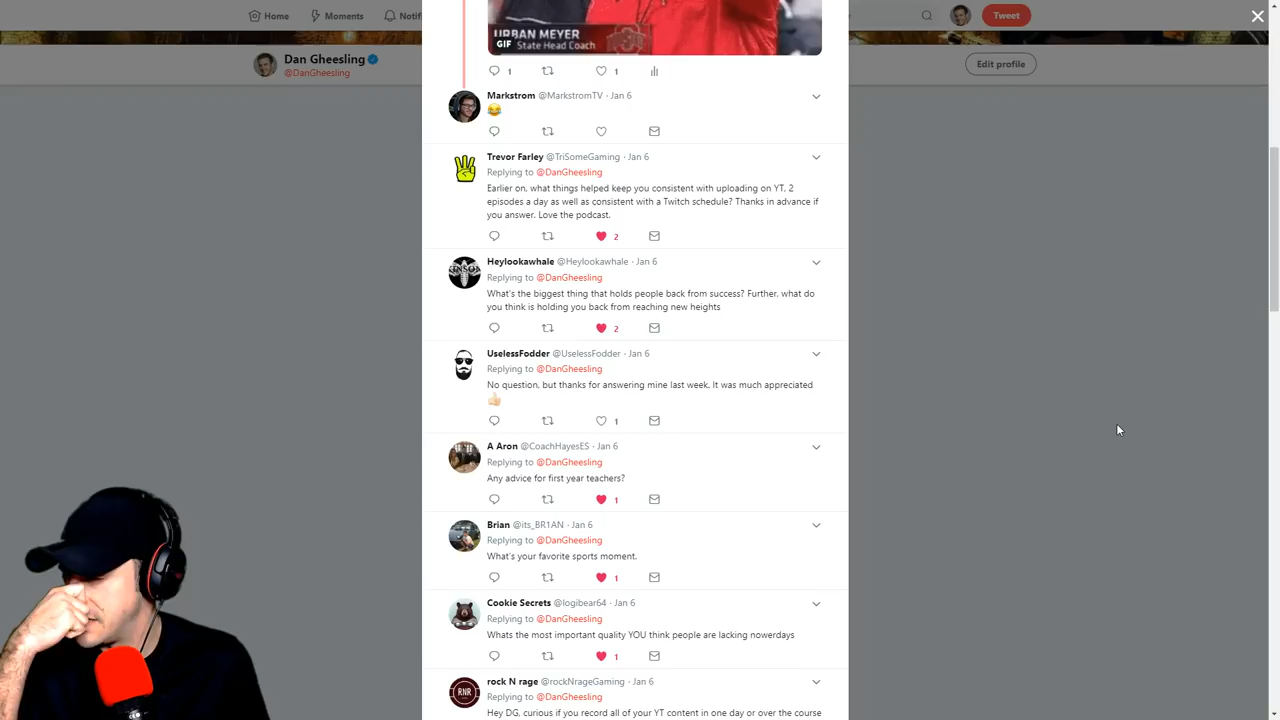 Home
Moments
Tweet
Dan Gheesling
@DanGheesling
Edit profile
URBAN MEYER
GIF
State Head Coach
1
1
Markstrom @MarkstromTV · Jan 6
Trevor Farley @TriSomeGaming · Jan 6
Replying to @DanGheesling
Earlier on, what things helped keep you consistent with uploading on YT, 2
episodes a day as well as consistent with a Twitch schedule? Thanks in advance if
you answer. Love the podcast.
2
Heylookawhale @Heylookawhale · Jan 6
Replying to @DanGheesling
What's the biggest thing that holds people back from success? Further, what do
you think is holding you back from reaching new heights
2
UselessFodder @UselessFodder · Jan 6
Replying to @DanGheesling
No question, but thanks for answering mine last week. It was much appreciated
1
A Aron @CoachHayesES · Jan 6
Replying to @DanGheesling
Any advice for first year teachers?
1
Brian @its_BR1AN · Jan 6
Replying to @DanGheesling
What's your favorite sports moment.
1
Cookie Secrets @logibear64 · Jan 6
Replying to @DanGheesling
Whats the most important quality YOU think people are lacking nowerdays
1
RNR
rock N rage @rockNrageGaming · Jan 6
Replying to @DanGheesling
Hey DG, curious if you record all of your YT content in one day or over the course